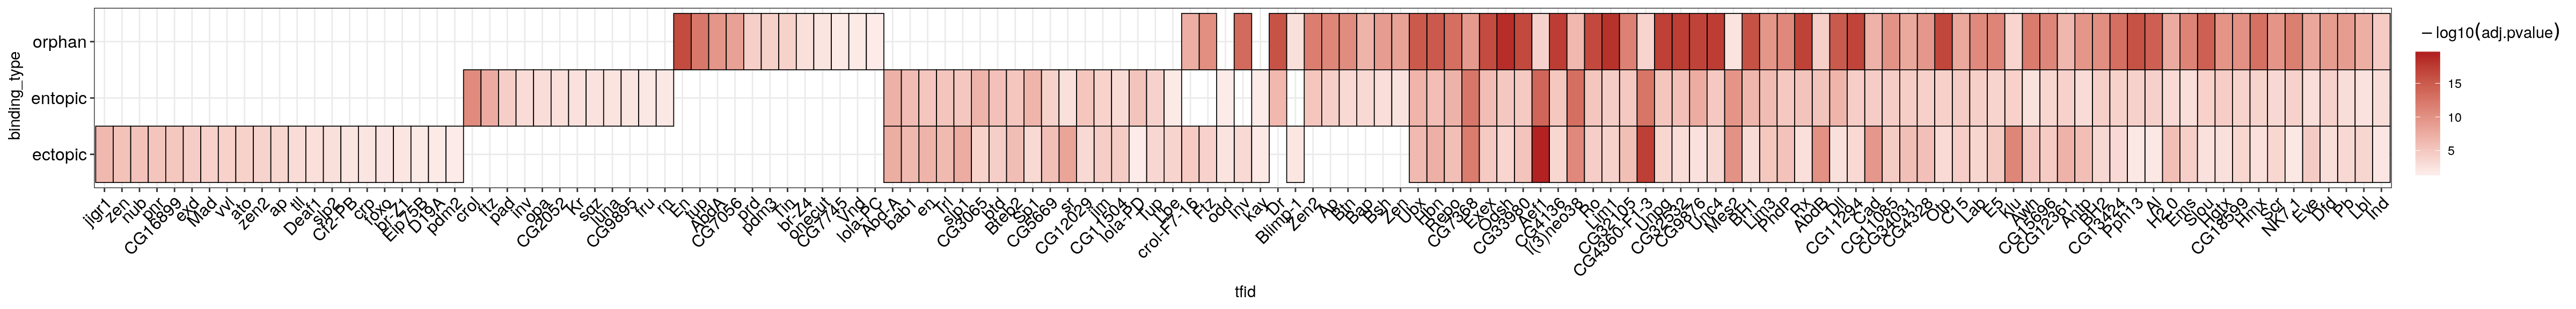 orphan
entopic
ectopic
binding_type
jigr1
zen
nub
pnr
CG16899
exd
Mad
vvl
ato
zen2
ap
tll
Deaf1
slp2
Cf2-PB
crp
foxo
br-Z1
Eip75B
D19A
pdm2
crol
ftz
pad
inv
opa
CG2052
Kr
sqz
luna
CG9895
fru
rn
En
tup
AbdA
CG7056
prd
pdm3
Tin
br-Z4
onecut
CG7745
Vnd
lola-PC
Abd-A
bab1
en
Trl
slp1
CG3065
btd
Bteb2
Sp1
CG5669
sr
CG12029
jim
CG11504
lola-PD
Tup
Lbe
crol-F7-16
Ftz
odd
Inv
kay
Dr
Blimp-1
Zen2
Ap
Btn
Bap
Bsh
Zen
Ubx
Hbn
Repo
CG7368
Exex
Odsh
CG33980
Aef1
CG4136
l(3)neo38
Ro
Lim1
CG32105
CG4360-F1-3
Unpg
CG32532
CG9876
Unc4
Mes2
BH1
Lim3
PhdP
Rx
AbdB
Dll
CG11294
Cad
CG11085
CG34031
CG4328
Otp
C15
Lab
E5
Klu
Awh
CG15696
CG12361
Antp
BH2
CG13424
Pph13
Al
H2.0
Ems
Slou
Hgtx
CG18599
Hmx
Scr
NK7.1
Eve
Dfd
Pb
Lbl
Ind
tfid
− log10(adj.pvalue)
15
10
5